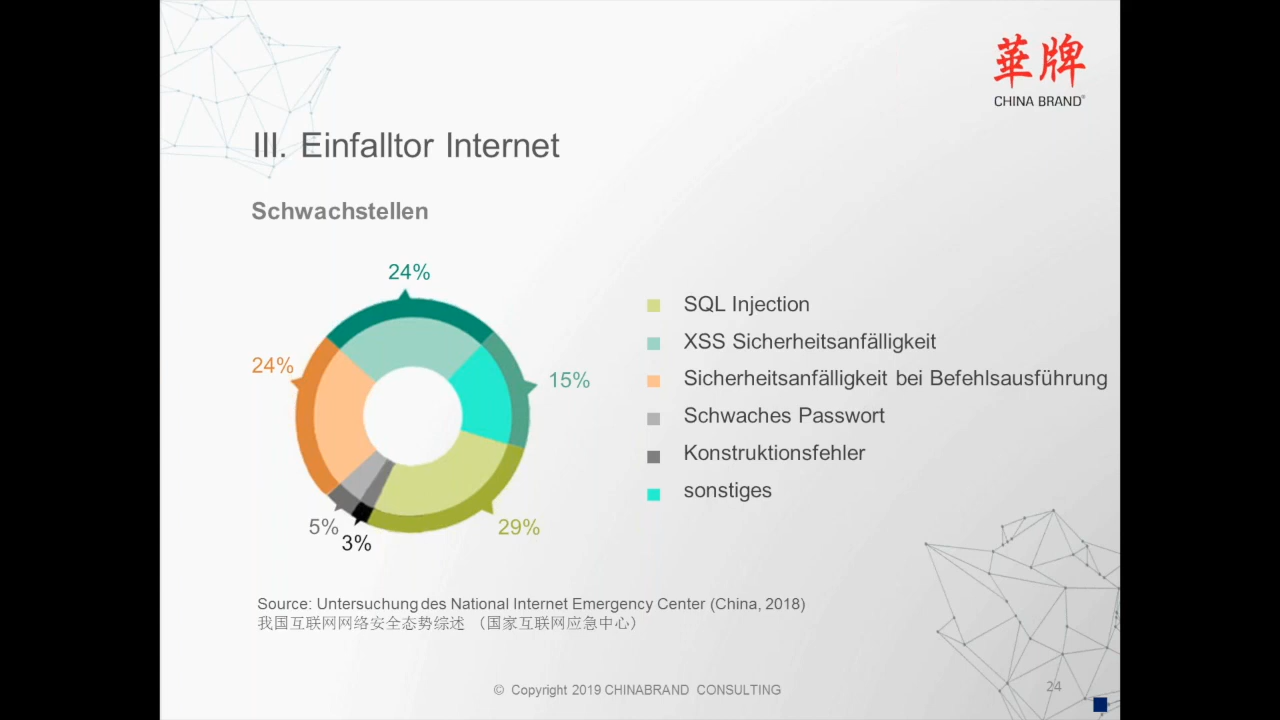 華牌
CHINA BRAND®
III. Einfalltor Internet
Schwachstellen
24%
24%
15%
5%
3%
29%
SQL Injection
XSS Sicherheitsanfälligkeit
Sicherheitsanfälligkeit bei Befehlsausführung
Schwaches Passwort
Konstruktionsfehler
sonstiges
Source: Untersuchung des National Internet Emergency Center (China, 2018)
我国互联网网络安全态势综述 （国家互联网应急中心）
© Copyright 2019 CHINABRAND CONSULTING
24